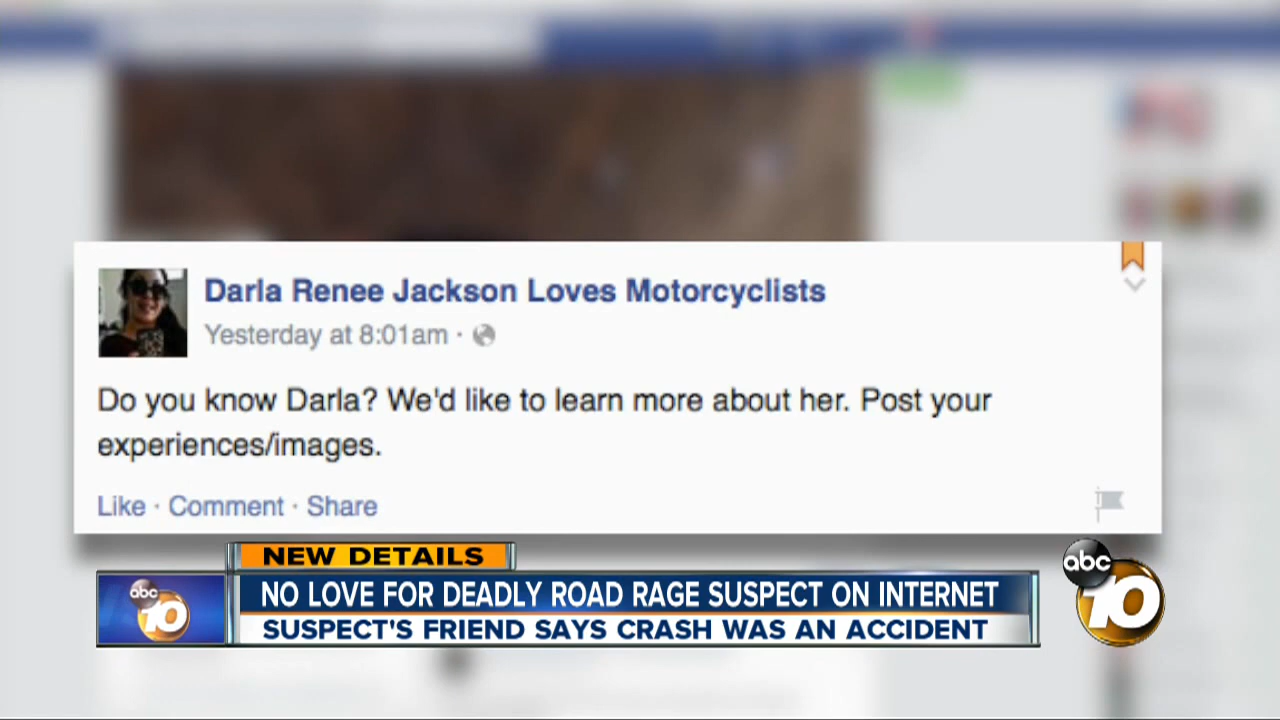 Darla Renee Jackson Loves Motorcyclists
Yesterday at 8:01am ·
Do you know Darla? We'd like to learn more about her. Post your
experiences/images.
Like · Comment · Share
NEW DETAILS
abc
10
NO LOVE FOR DEADLY ROAD RAGE SUSPECT ON INTERNET
SUSPECT'S FRIEND SAYS CRASH WAS AN ACCIDENT
abc
10